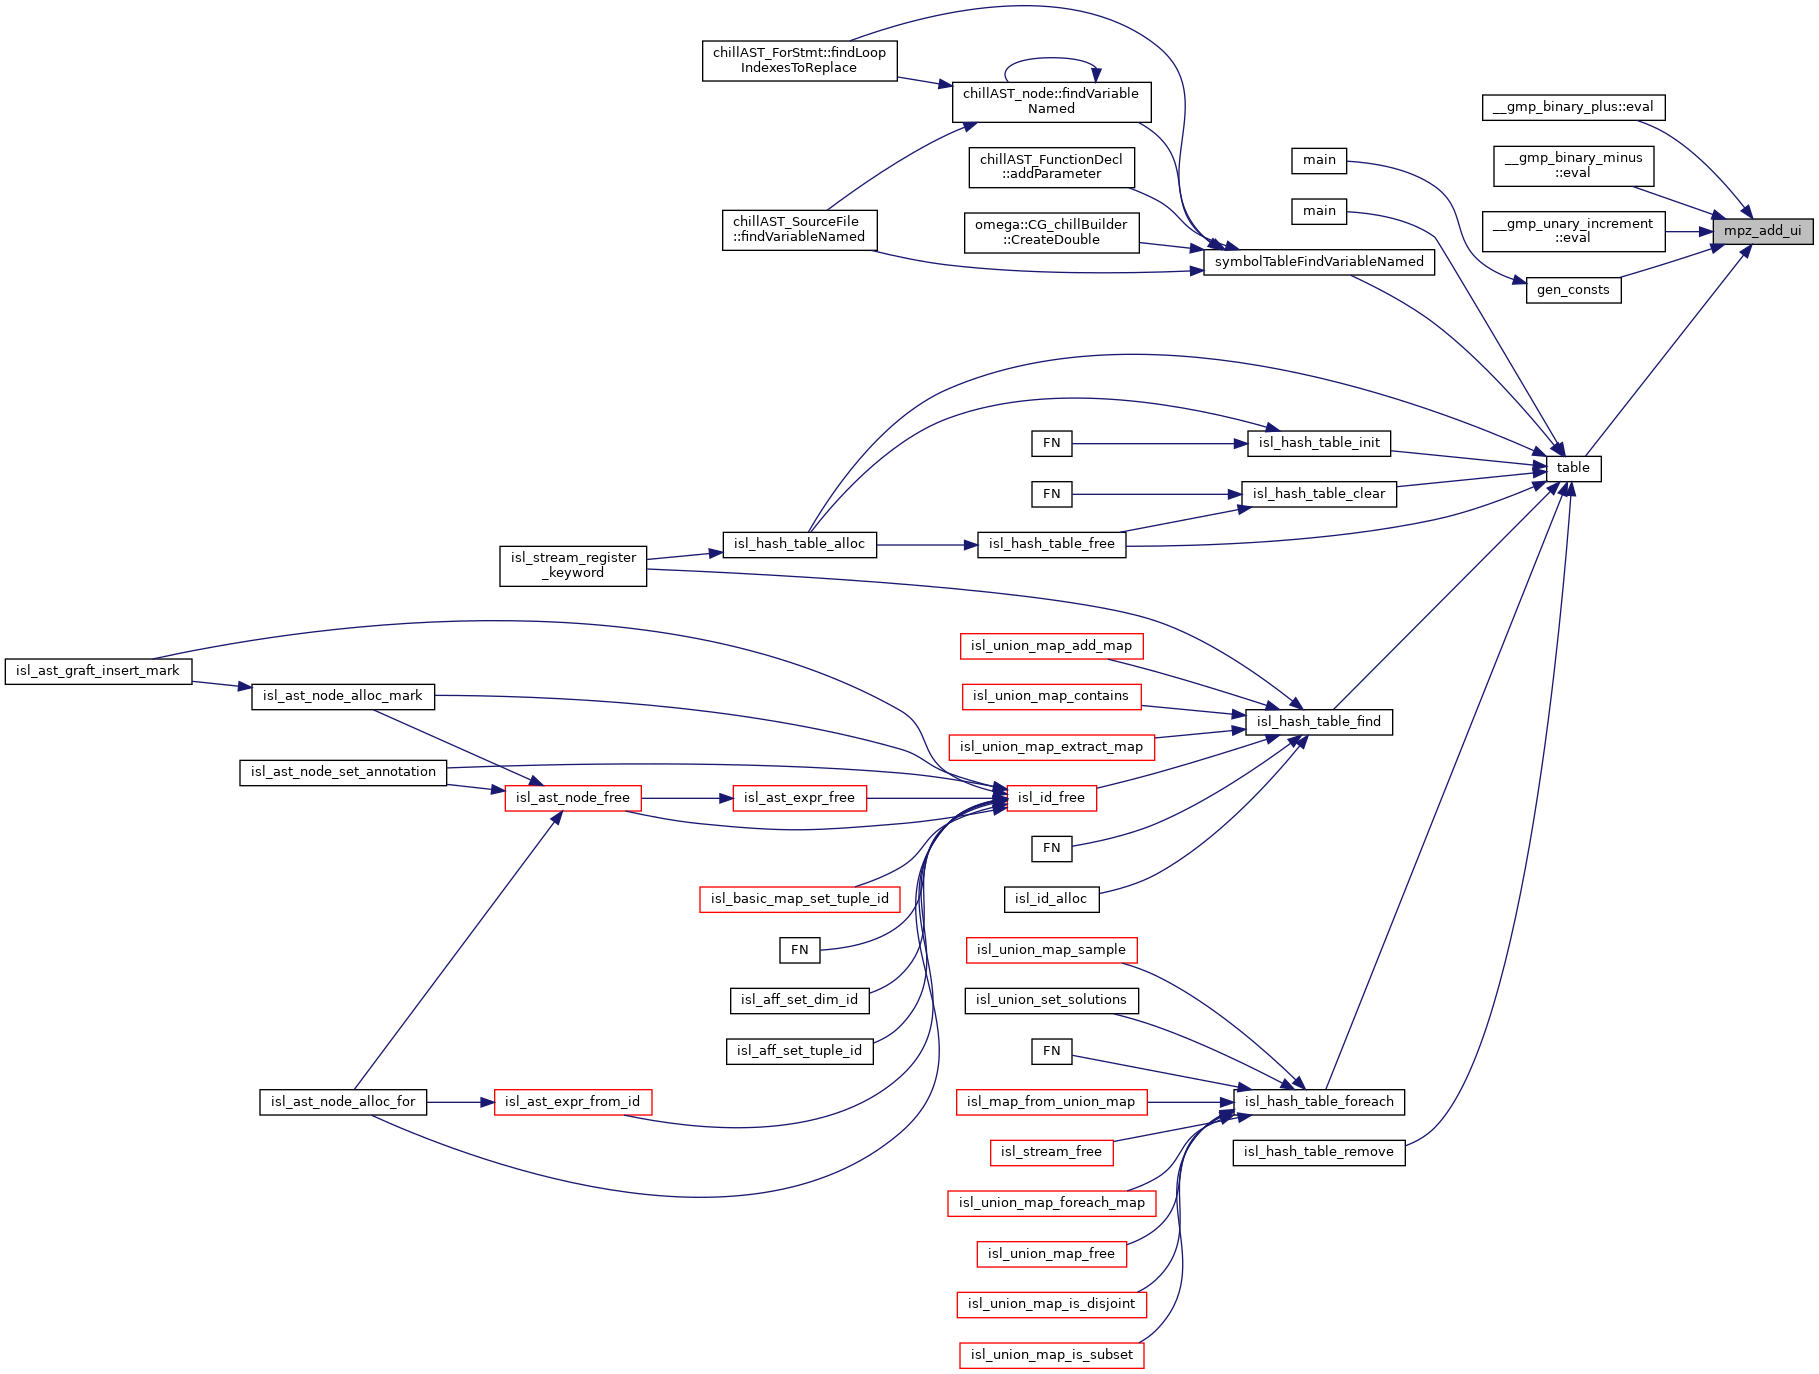 chillAST_ForStmt::findLoop
IndexesToReplace
chillAST_node::findVariable
Named
chillAST_FunctionDecl
::addParameter
chillAST_SourceFile
::findVariableNamed
omega::CG_chillBuilder
::CreateDouble
symbolTableFindVariableNamed
main
main
__gmp_binary_plus::eval
__gmp_binary_minus
::eval
__gmp_unary_increment
::eval
mpz_add_ui
gen_consts
table
FN
isl_hash_table_init
FN
isl_hash_table_clear
isl_hash_table_alloc
isl_hash_table_free
isl_stream_register
_keyword
isl_union_map_add_map
isl_ast_graft_insert_mark
isl_ast_node_alloc_mark
isl_union_map_contains
isl_hash_table_find
isl_union_map_extract_map
isl_ast_node_set_annotation
isl_ast_node_free
isl_ast_expr_free
isl_id_free
FN
isl_basic_map_set_tuple_id
isl_id_alloc
FN
isl_union_map_sample
isl_aff_set_dim_id
isl_union_set_solutions
isl_aff_set_tuple_id
FN
isl_ast_node_alloc_for
isl_ast_expr_from_id
isl_map_from_union_map
isl_hash_table_foreach
isl_stream_free
isl_hash_table_remove
isl_union_map_foreach_map
isl_union_map_free
isl_union_map_is_disjoint
isl_union_map_is_subset